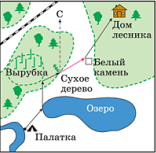 С
Дом
лесника
Вырубка
Белый
камень
Сухое
дерево
Озеро
Палатка